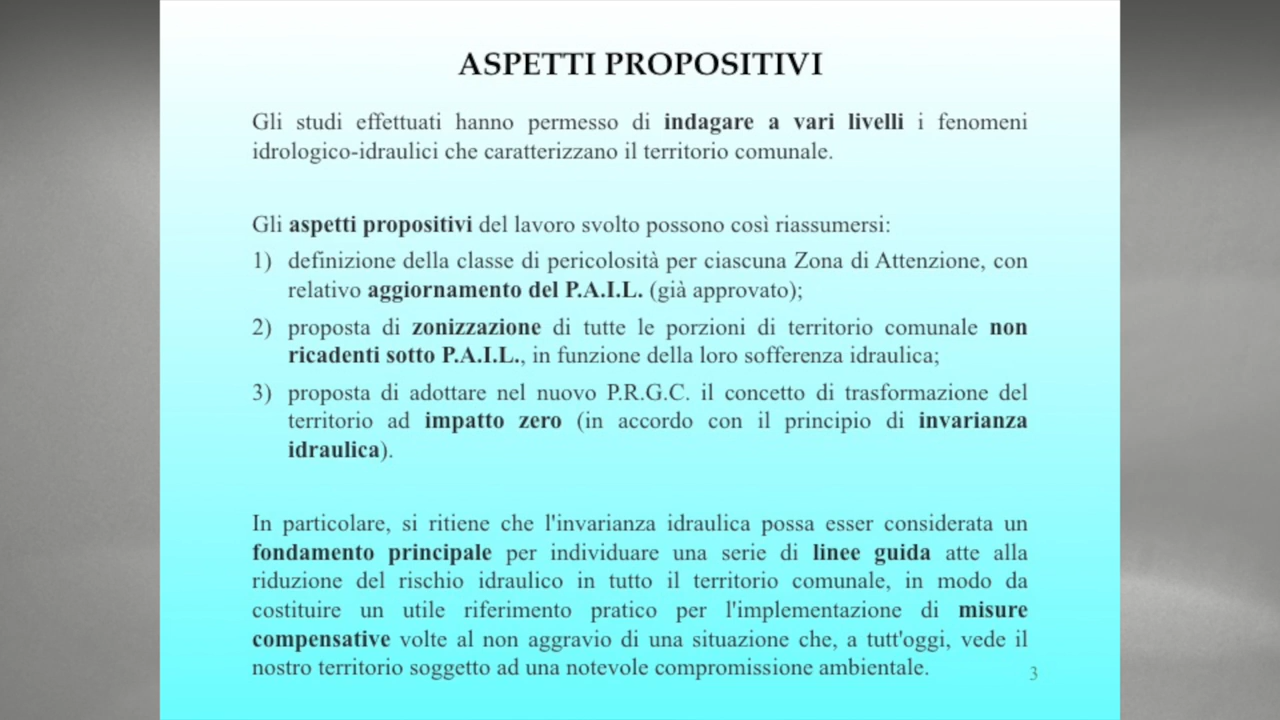 ASPETTI PROPOSITIVI
Gli studi effettuati hanno permesso di indagare a vari livelli i fenomeni
idrologico-idraulici che caratterizzano il territorio comunale.
Gli aspetti propositivi del lavoro svolto possono così riassumersi:
1) definizione della classe di pericolosità per ciascuna Zona di Attenzione, con
relativo aggiornamento del P.A.I.L. (già approvato);
2) proposta di zonizzazione di tutte le porzioni di territorio comunale non
ricadenti sotto P.A.I.L., in funzione della loro sofferenza idraulica;
3) proposta di adottare nel nuovo P.R.G.C. il concetto di trasformazione del
territorio ad impatto zero (in accordo con il principio di invarianza
idraulica).
In particolare, si ritiene che l'invarianza idraulica possa esser considerata un
fondamento principale per individuare una serie di linee guida atte alla
riduzione del rischio idraulico in tutto il territorio comunale, in modo da
costituire un utile riferimento pratico per l'implementazione di misure
compensative volte al non aggravio di una situazione che, a tutt'oggi, vede il
nostro territorio soggetto ad una notevole compromissione ambientale.
3